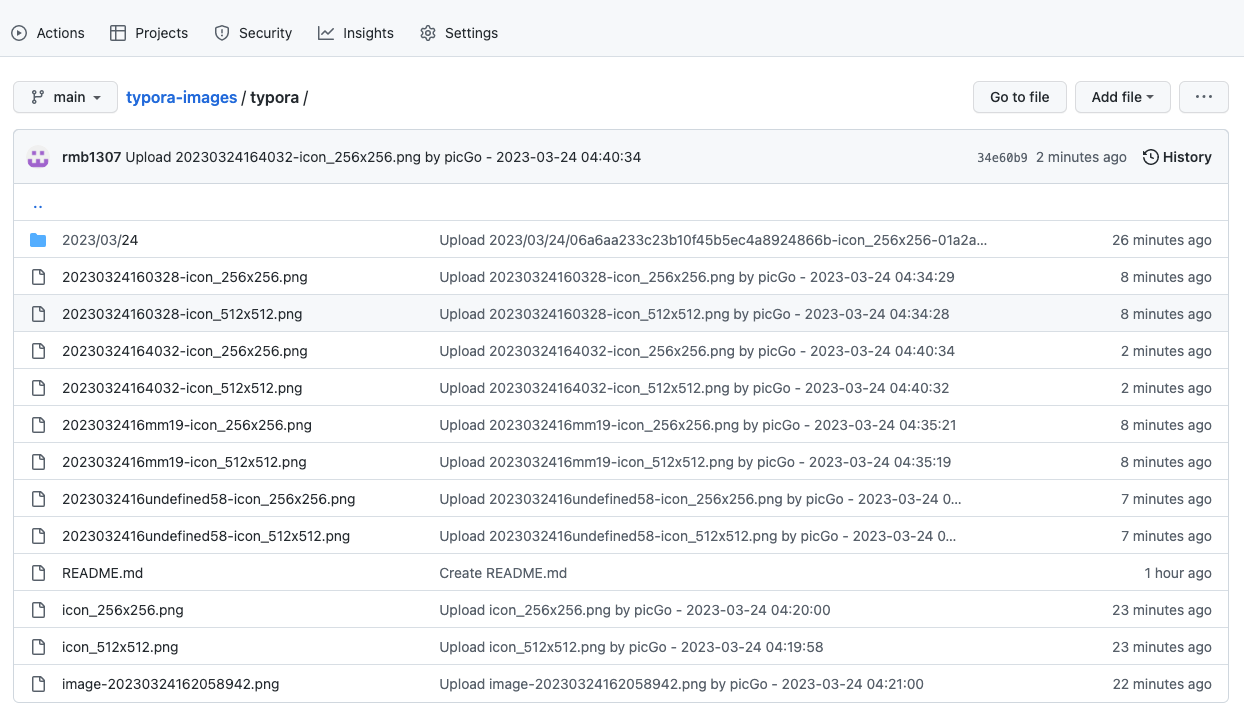 Actions Projects Security Insights Settings
main typora-images / typora / Go to file Add file ···
rmb1307 Upload 20230324164032-icon_256x256.png by picGo - 2023-03-24 04:40:34 34e60b9 2 minutes ago History
..
2023/03/24 Upload 2023/03/24/06a6aa233c23b10f45b5ec4a8924866b-icon_256x256-01a2a... 26 minutes ago
20230324160328-icon_256x256.png Upload 20230324160328-icon_256x256.png by picGo - 2023-03-24 04:34:29 8 minutes ago
20230324160328-icon_512x512.png Upload 20230324160328-icon_512x512.png by picGo - 2023-03-24 04:34:28 8 minutes ago
20230324164032-icon_256x256.png Upload 20230324164032-icon_256x256.png by picGo - 2023-03-24 04:40:34 2 minutes ago
20230324164032-icon_512x512.png Upload 20230324164032-icon_512x512.png by picGo - 2023-03-24 04:40:32 2 minutes ago
2023032416mm19-icon_256x256.png Upload 2023032416mm19-icon_256x256.png by picGo - 2023-03-24 04:35:21 8 minutes ago
2023032416mm19-icon_512x512.png Upload 2023032416mm19-icon_512x512.png by picGo - 2023-03-24 04:35:19 8 minutes ago
2023032416undefined58-icon_256x256.png Upload 2023032416undefined58-icon_256x256.png by picGo - 2023-03-24 0... 7 minutes ago
2023032416undefined58-icon_512x512.png Upload 2023032416undefined58-icon_512x512.png by picGo - 2023-03-24 0... 7 minutes ago
README.md Create README.md 1 hour ago
icon_256x256.png Upload icon_256x256.png by picGo - 2023-03-24 04:20:00 23 minutes ago
icon_512x512.png Upload icon_512x512.png by picGo - 2023-03-24 04:19:58 23 minutes ago
image-20230324162058942.png Upload image-20230324162058942.png by picGo - 2023-03-24 04:21:00 22 minutes ago